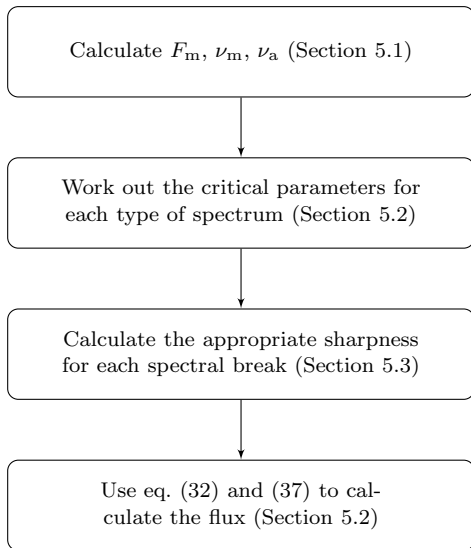 Calculate F_m, ν_m, ν_a (Section 5.1)
Work out the critical parameters for
each type of spectrum (Section 5.2)
Calculate the appropriate sharpness
for each spectral break (Section 5.3)
Use eq. (32) and (37) to cal-
culate the flux (Section 5.2)